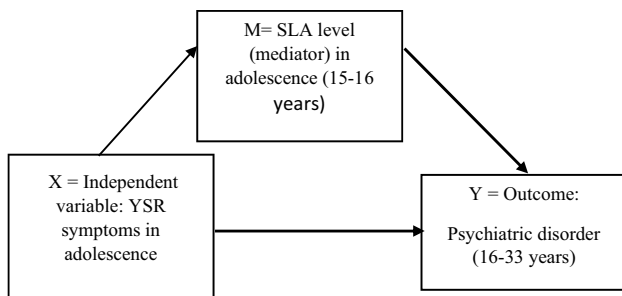 M= SLA level
(mediator) in
adolescence (15-16
years)
X = Independent
variable: YSR
symptoms in
adolescence
Y = Outcome:
Psychiatric disorder
(16-33 years)